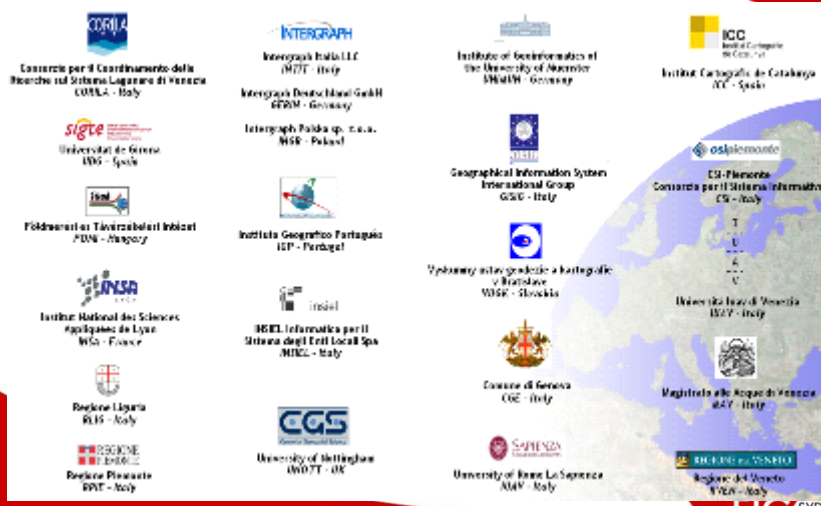 CORILA
Consorzio per il Coordinamento delle
Ricerche sul Sistema Lagunare di Venezia
CORILA - Italy
sigte
Universitat de Girona
UDG - Spain
Földmérési és Távérzékelési Intézet
FOMI - Hungary
INSA
Institut National des Sciences
Appliquées de Lyon
INSA - France
Regione Liguria
RLIG - Italy
REGIONE
PIEMONTE
Regione Piemonte
RPIE - Italy
INTERGRAPH
Intergraph Italia LLC
INTIT - Italy
Intergraph Deutschland GmbH
- Germany
Intergraph Polska sp. z.o.o.
- Poland
Instituto Geográfico Português
IGP - Portugal
insiel
INSIEL Informatica per il
Sistema degli Enti Locali Spa
INSIEL - Italy
CGS
University of Nottingham
UNOTT - UK
Institute of Geoinformatics of
the University of Muenster
- Germany
Geographical Information System
International Group
GISIG - Italy
Vyskumny ustav geodezie a kartografie
v Bratislave
- Slovakia
Comune di Genova
CGE - Italy
SAPIENZA
University of Rome La Sapienza
- Italy
ICC
Institut Cartogràfic
de Catalunya
Institut Cartografic de Catalunya
ICC - Spain
csipiemonte
CSI-Piemonte
Consorzio per il Sistema Informativo
CSI - Italy
I
U
A
V
Università Iuav di Venezia
IUAV - Italy
Magistrato alle Acque di Venezia
MAV - Italy
REGIONE del VENETO
Regione del Veneto
RVEN - Italy